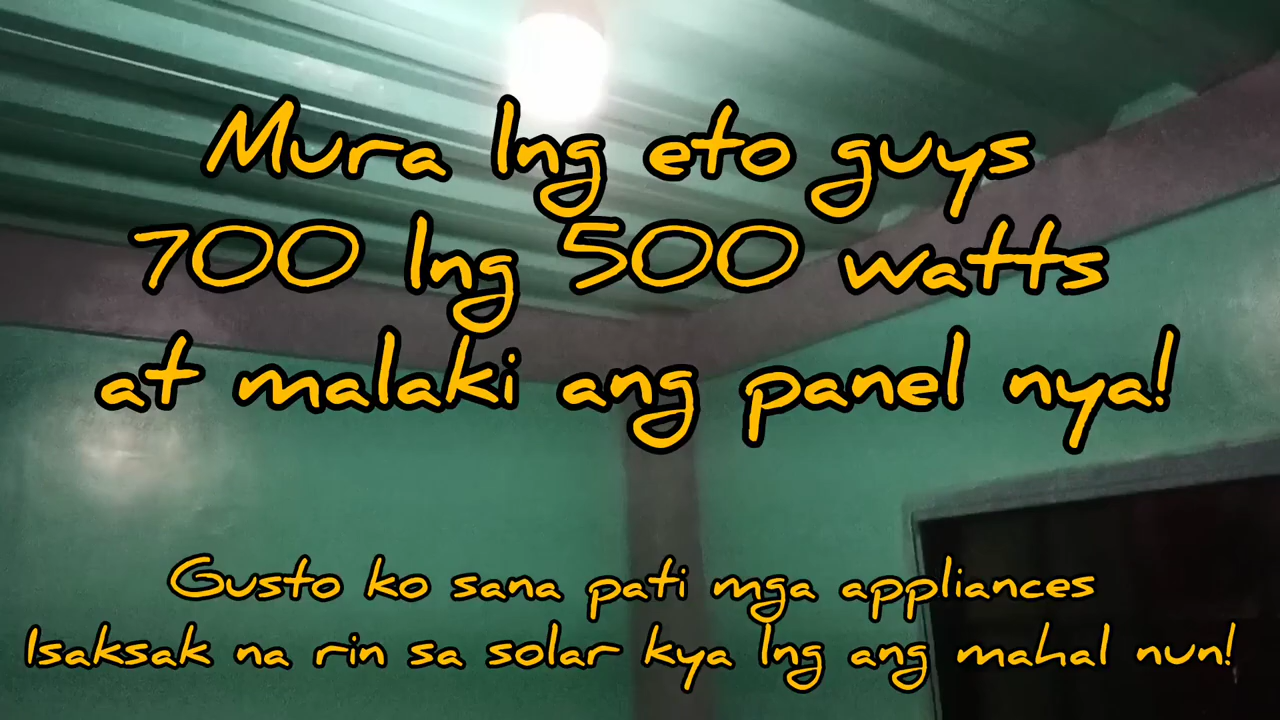 Mura lng eto guys
700 lng 500 watts
at malaki ang panel nya!
Gusto ko sana pati mga appliances
Isaksak na rin sa solar kya lng ang mahal nun!